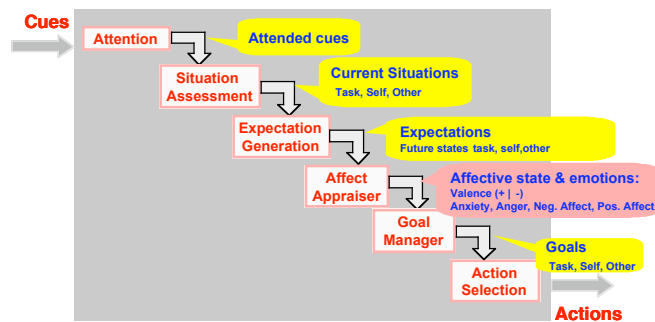 Cues
Attention
Attended cues
Situation
Assessment
Current Situations
Task, Self, Other
Expectation
Generation
Expectations
Future states task, self,other
Affect
Appraiser
Affective state & emotions:
Valence (+ | -)
Anxiety, Anger, Neg. Affect, Pos. Affect
Goal
Manager
Goals
Task, Self, Other
Action
Selection
Actions